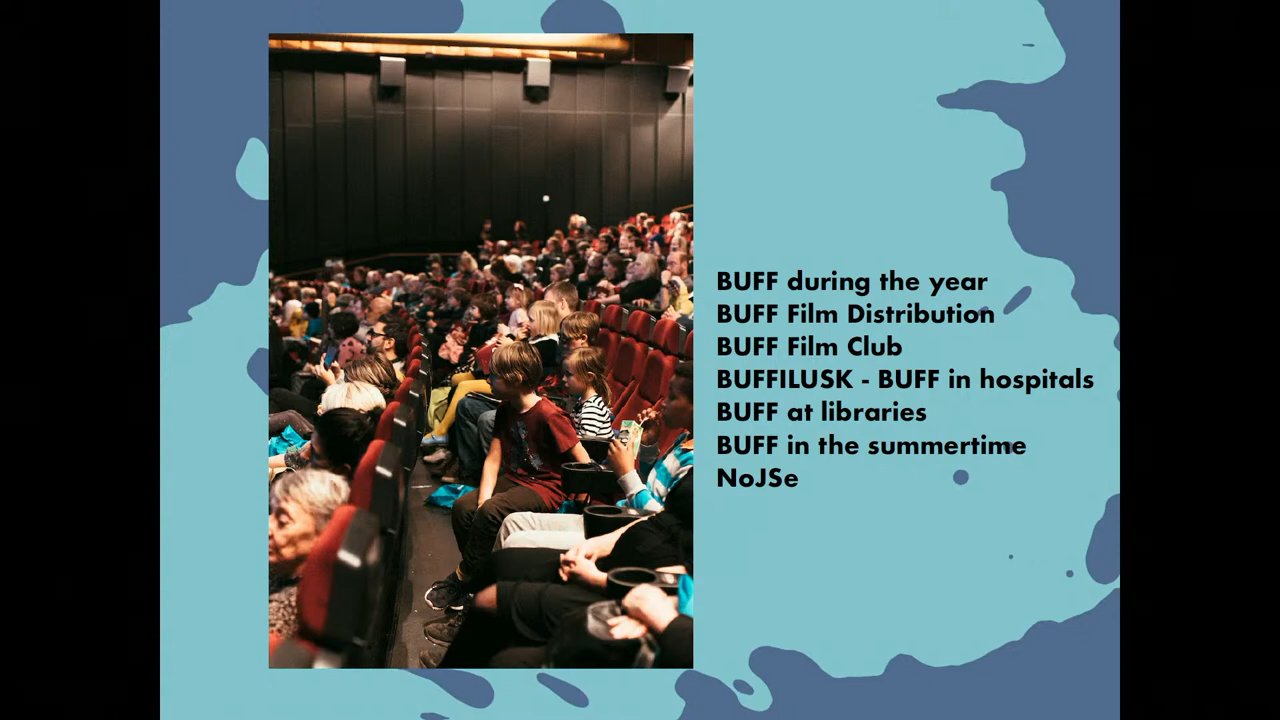 BUFF during the year
BUFF Film Distribution
BUFF Film Club
BUFFILUSK - BUFF in hospitals
BUFF at libraries
BUFF in the summertime
NoJSe